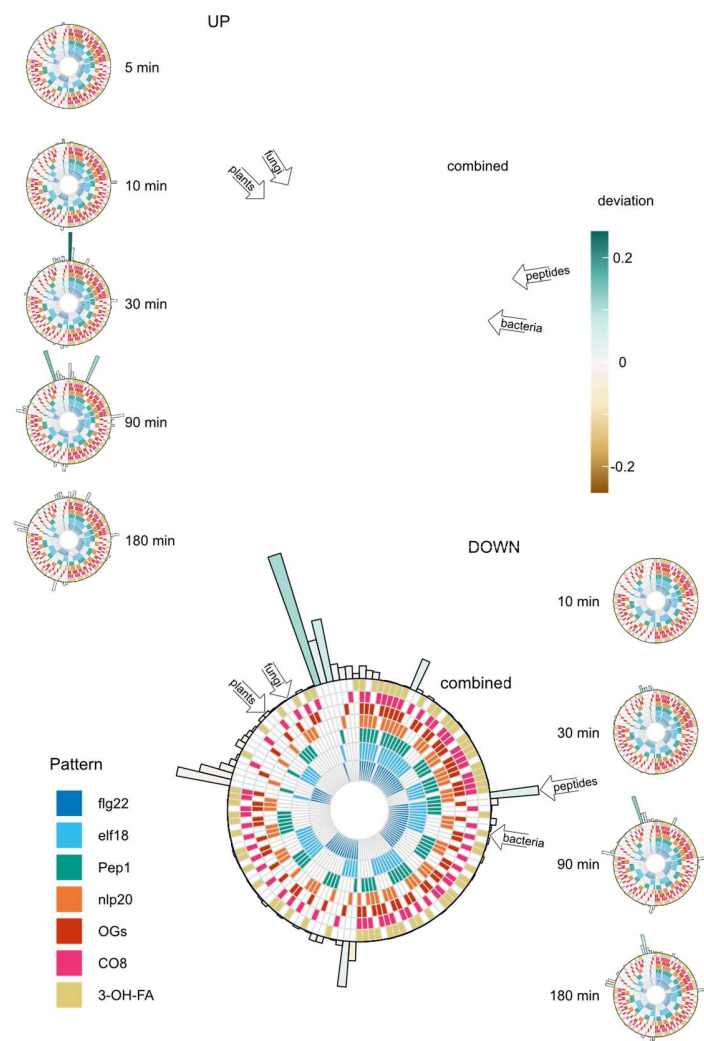 UP
5 min
fungi
plants
10 min
combined
deviation
0.2
peptides
30 min
bacteria
0
90 min
-0.2
180 min
DOWN
10 min
fungi
plants
combined
30 min
Pattern
peptides
flg22
bacteria
elf18
90 min
Pep1
nlp20
OGs
CO8
180 min
3-OH-FA